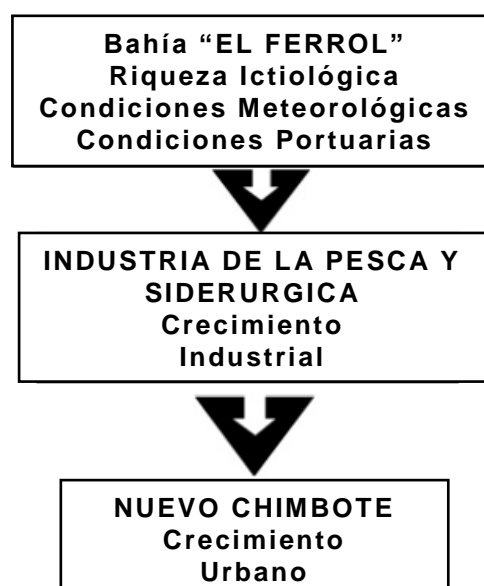 Bahía “EL FERROL”
Riqueza Ictiológica
Condiciones Meteorológicas
Condiciones Portuarias
INDUSTRIA DE LA PESCA Y
SIDERURGICA
Crecimiento
Industrial
NUEVO CHIMBOTE
Crecimiento
Urbano